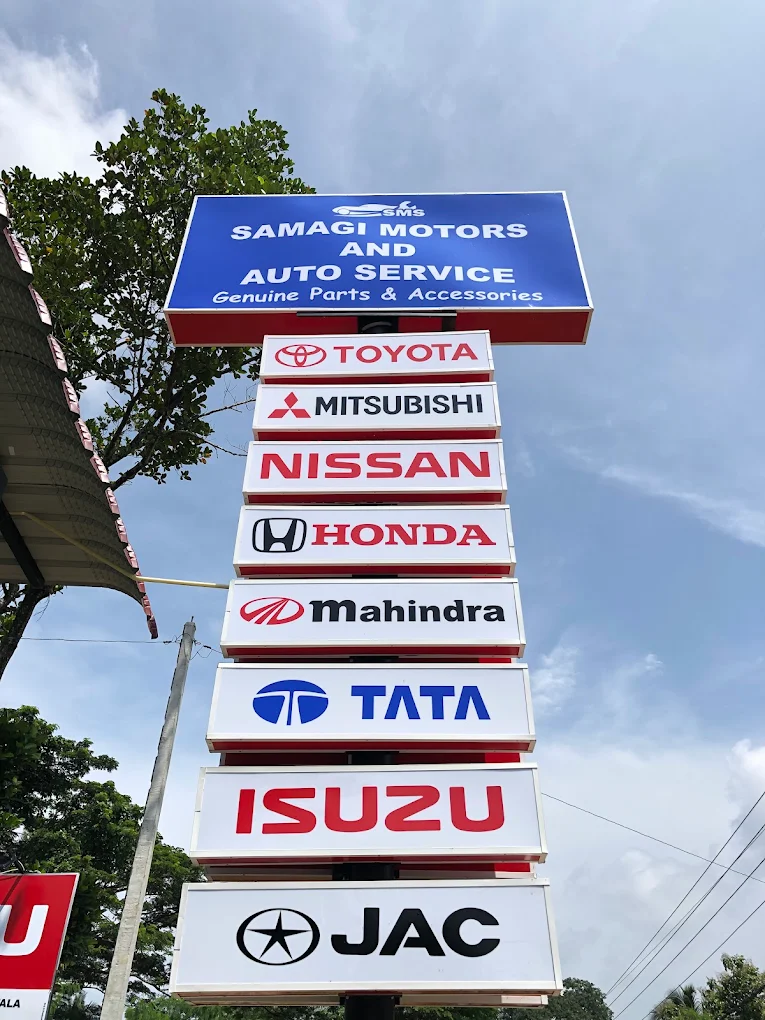 SMS
SAMAGI MOTORS
AND
AUTO SERVICE
Genuine Parts & Accessories
TOYOTA
MITSUBISHI
NISSAN
HONDA
mahindra
TATA
ISUZU
JAC